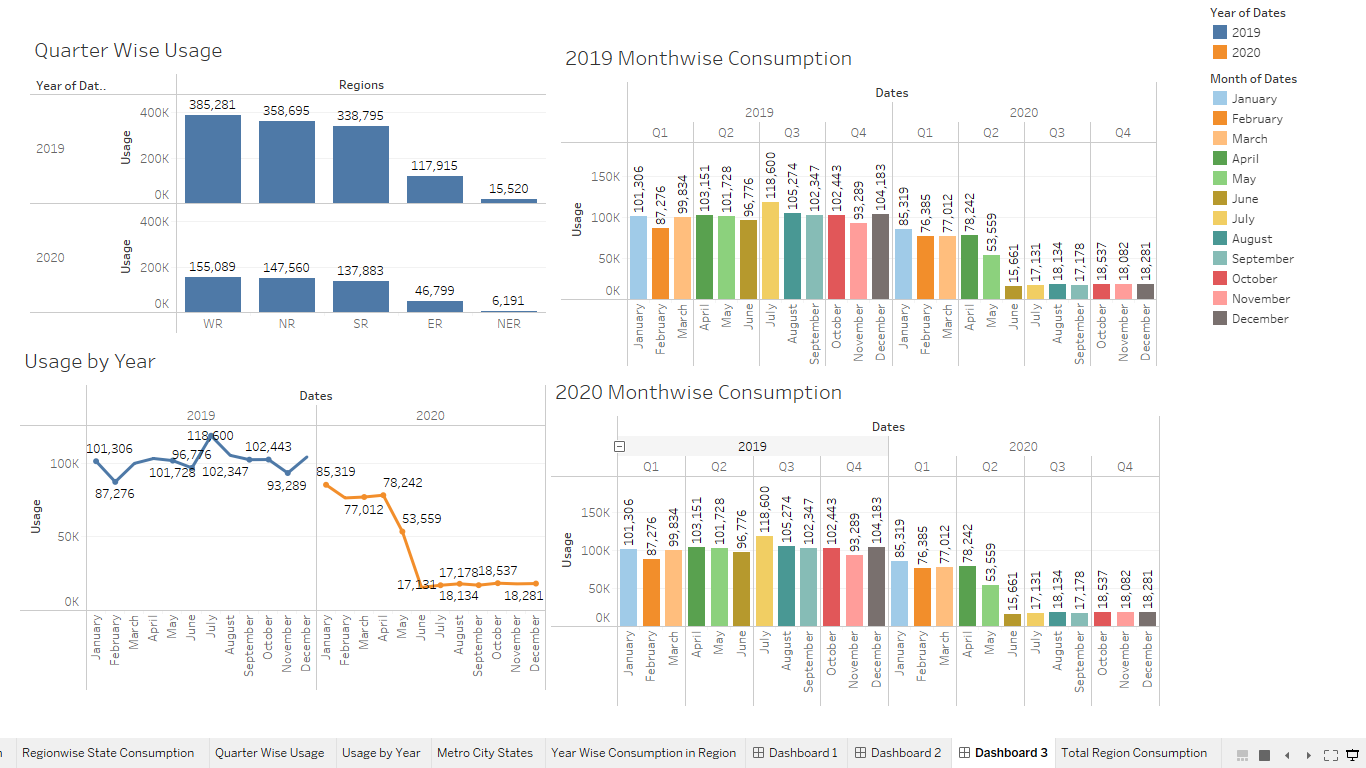 Quarter Wise Usage
Year of Dat..
Regions
2019
Usage
400K
200K
0K
385,281
358,695
338,795
117,915
15,520
2020
Usage
400K
200K
0K
155,089
147,560
137,883
46,799
6,191
WR
NR
SR
ER
NER
2019 Monthwise Consumption
Dates
2019
2020
Q1
Q2
Q3
Q4
Q1
Q2
Q3
Q4
Usage
150K
100K
50K
0K
101,306
87,276
99,834
103,151
101,728
96,776
118,600
105,274
102,347
102,443
93,289
104,183
85,319
76,385
77,012
78,242
53,559
15,661
17,131
18,134
17,178
18,537
18,082
18,281
January
February
March
April
May
June
July
August
September
October
November
December
January
February
March
April
May
June
July
August
September
October
November
December
Year of Dates
2019
2020
Month of Dates
January
February
March
April
May
June
July
August
September
October
November
December
Usage by Year
Dates
2019
2020
Usage
100K
50K
0K
101,306
87,276
101,728
96,776
118,600
102,347
102,443
93,289
85,319
77,012
78,242
53,559
17,131
17,178
18,134
18,537
18,281
January
February
March
April
May
June
July
August
September
October
November
December
January
February
March
April
May
June
July
August
September
October
November
December
2020 Monthwise Consumption
Dates
2019
2020
Q1
Q2
Q3
Q4
Q1
Q2
Q3
Q4
Usage
150K
100K
50K
0K
101,306
87,276
99,834
103,151
101,728
96,776
118,600
105,274
102,347
102,443
93,289
104,183
85,319
76,385
77,012
78,242
53,559
15,661
17,131
18,134
17,178
18,537
18,082
18,281
January
February
March
April
May
June
July
August
September
October
November
December
January
February
March
April
May
June
July
August
September
October
November
December
Regionwise State Consumption
Quarter Wise Usage
Usage by Year
Metro City States
Year Wise Consumption in Region
Dashboard 1
Dashboard 2
Dashboard 3
Total Region Consumption